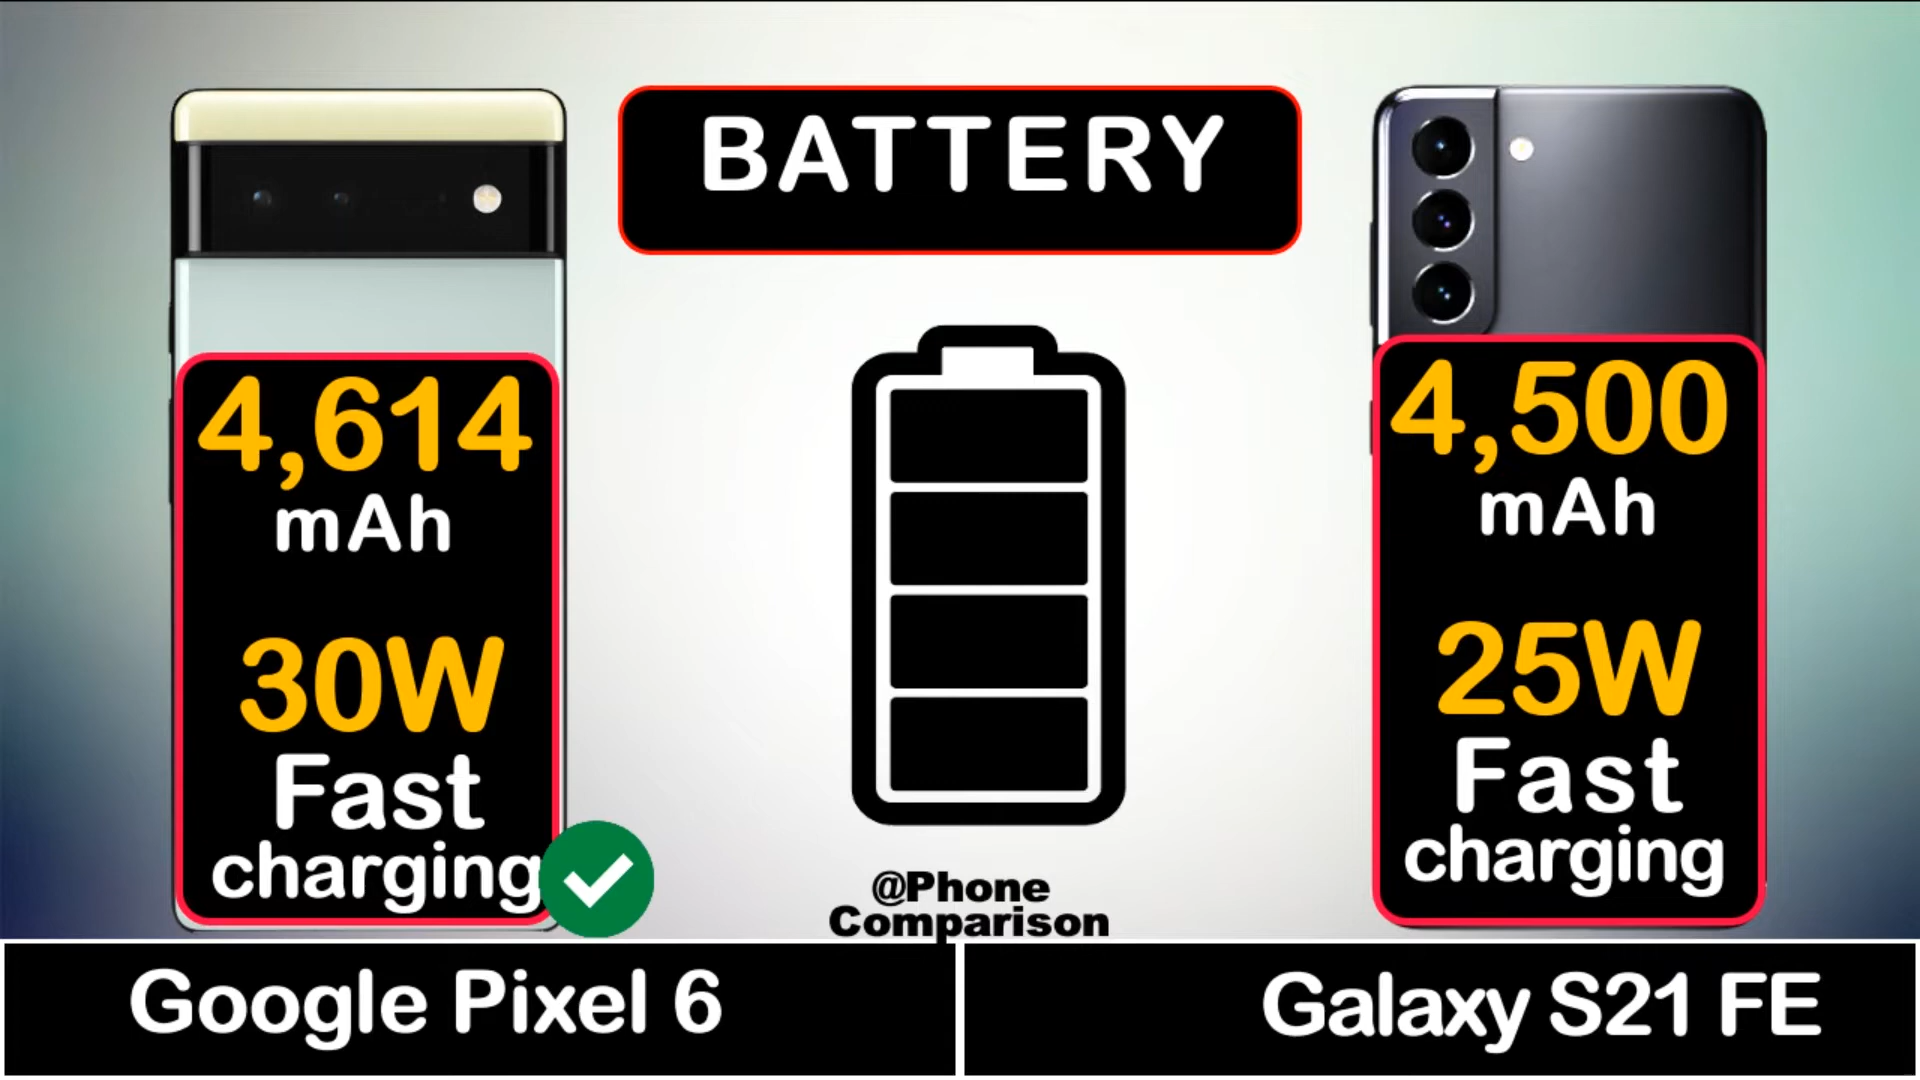 BATTERY
4,614
mAh
30W
Fast
charging
4,500
mAh
25W
Fast
charging
@Phone
Comparison
Google Pixel 6
Galaxy S21 FE